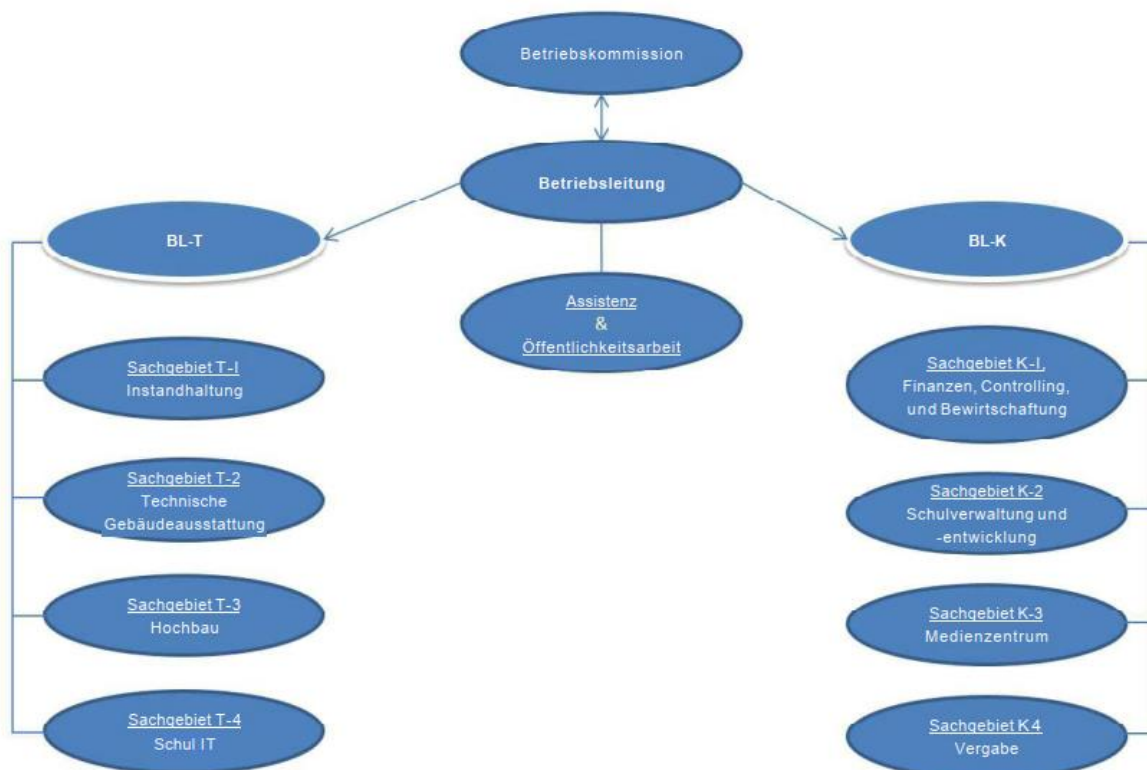 Betriebskommission
Betriebsleitung
BL-T
BL-K
Assistenz
&
Öffentlichkeitsarbeit
Sachgebiet T-I
Instandhaltung
Sachgebiet T-2
Technische
Gebäudeausstattung
Sachgebiet T-3
Hochbau
Sachgebiet T-4
Schul IT
Sachgebiet K-I,
Finanzen, Controlling,
und Bewirtschaftung
Sachgebiet K-2
Schulverwaltung und
-entwicklung
Sachgebiet K-3
Medienzentrum
Sachgebiet K4
Vergabe